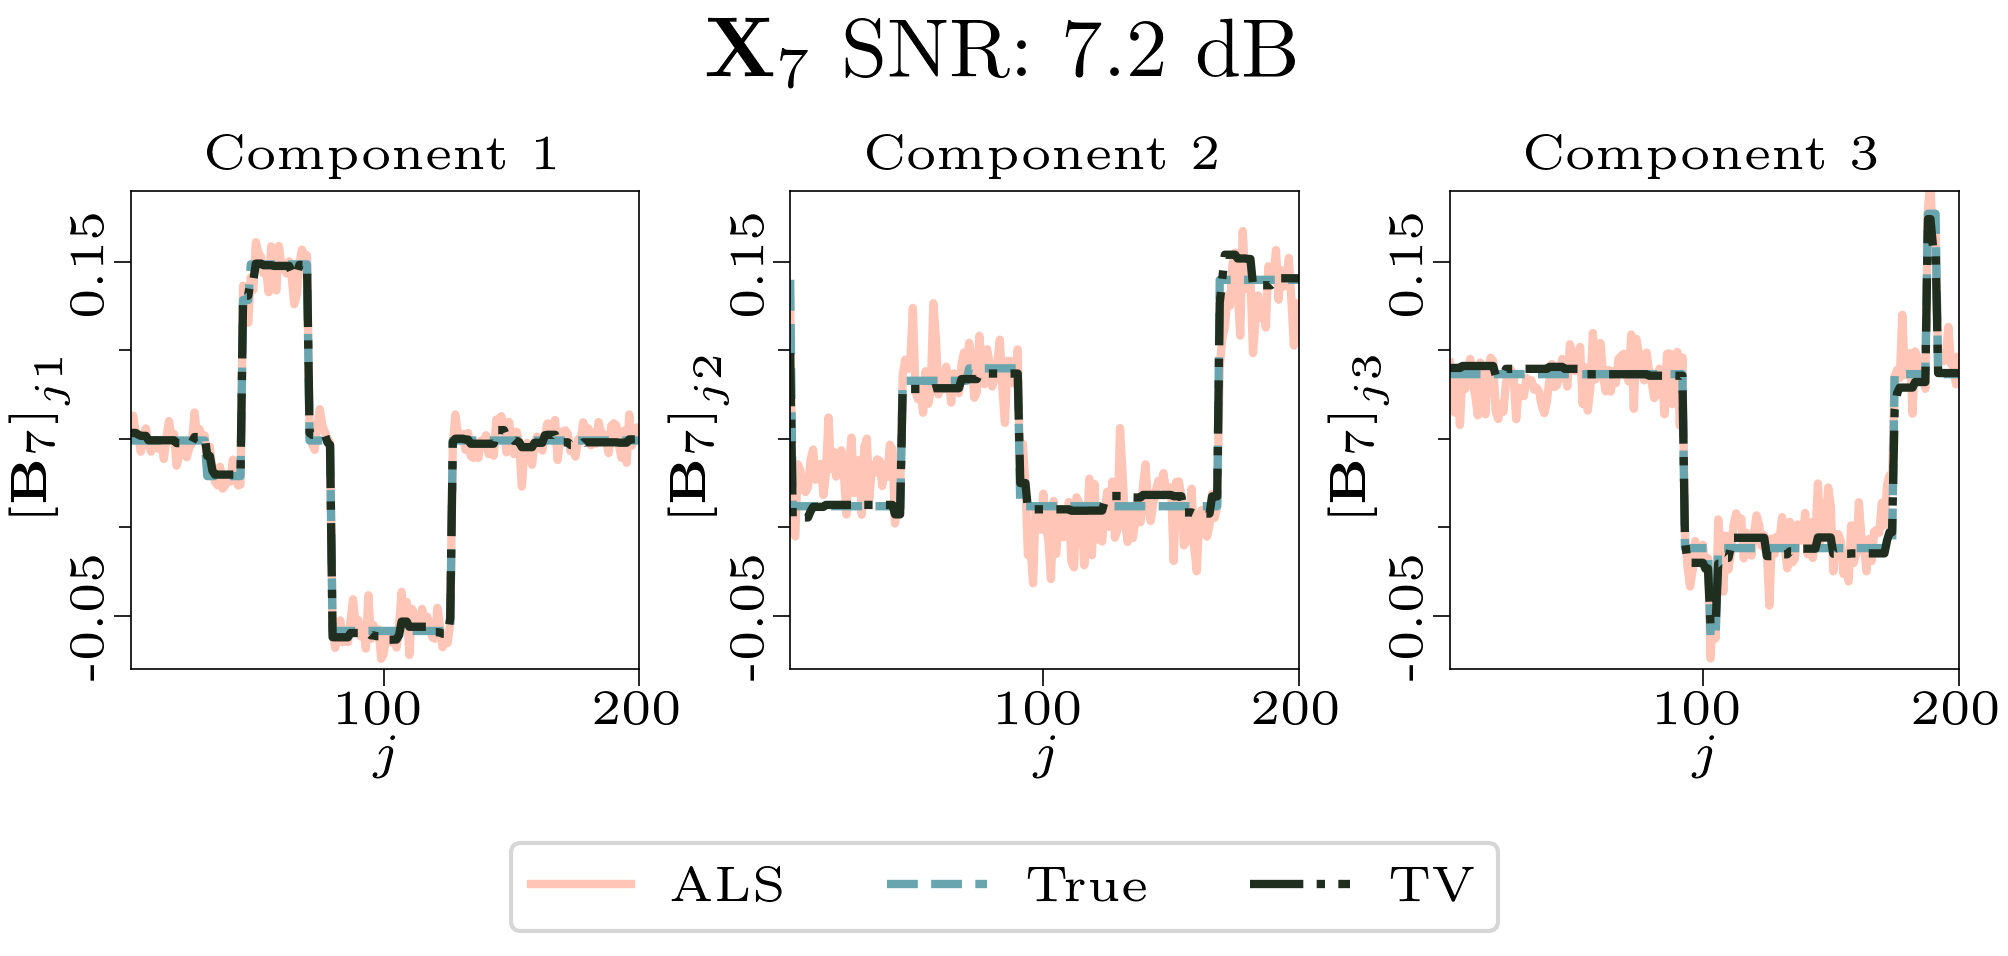 X₇ SNR: 7.2 dB
Component 1
Component 2
Component 3
[B₇]ⱼ₁
0.15
-0.05
100
200
j
[B₇]ⱼ₂
0.15
-0.05
100
200
j
[B₇]ⱼ₃
0.15
-0.05
100
200
j
ALS
True
TV